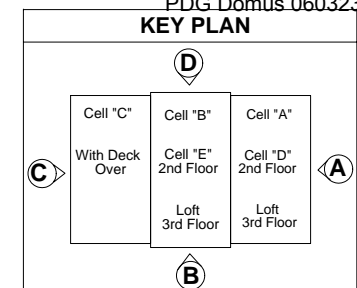 PDG Domus 060323
KEY PLAN
D
Cell "C"
With Deck
Over
Cell "B"
Cell "E"
2nd Floor
Loft
3rd Floor
Cell "A"
Cell "D"
2nd Floor
Loft
3rd Floor
C
A
B